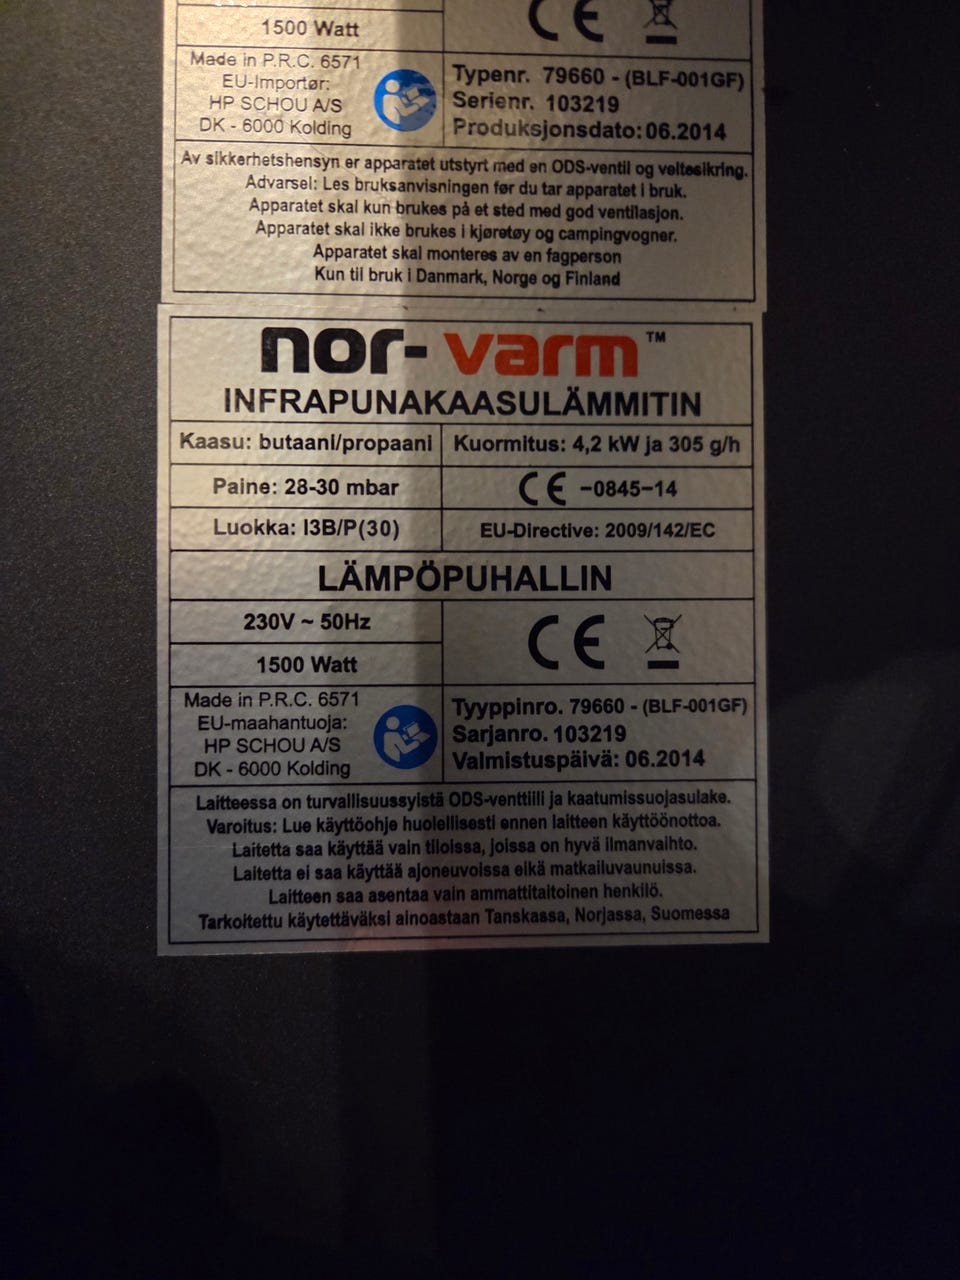 1500 Watt
CE
Made in P.R.C. 6571
EU-Importør:
HP SCHOU A/S
DK - 6000 Kolding
Typenr. 79660 - (BLF-001GF)
Serienr. 103219
Produksjonsdato: 06.2014
Av sikkerhetshensyn er apparatet utstyrt med en ODS-ventil og veltesikring.
Advarsel: Les bruksanvisningen før du tar apparatet i bruk.
Apparatet skal kun brukes på et sted med god ventilasjon.
Apparatet skal ikke brukes i kjøretøy og campingvogner.
Apparatet skal monteres av en fagperson
Kun til bruk i Danmark, Norge og Finland
nor-varm™
INFRAPUNAKAASULÄMMITIN
Kaasu: butaani/propaani
Kuormitus: 4,2 kW ja 305 g/h
Paine: 28-30 mbar
CE -0845-14
Luokka: I3B/P(30)
EU-Directive: 2009/142/EC
LÄMPÖPUHALLIN
230V ~ 50Hz
1500 Watt
CE
Made in P.R.C. 6571
EU-maahantuoja:
HP SCHOU A/S
DK - 6000 Kolding
Tyyppinro. 79660 - (BLF-001GF)
Sarjanro. 103219
Valmistuspäivä: 06.2014
Laitteessa on turvallisuussyistä ODS-venttiili ja kaatumissuojasulake.
Varoitus: Lue käyttöohje huolellisesti ennen laitteen käyttöönottoa.
Laitetta saa käyttää vain tiloissa, joissa on hyvä ilmanvaihto.
Laitetta ei saa käyttää ajoneuvoissa eikä matkailuvaunuissa.
Laitteen saa asentaa vain ammattitaitoinen henkilö.
Tarkoitettu käytettäväksi ainoastaan Tanskassa, Norjassa, Suomessa